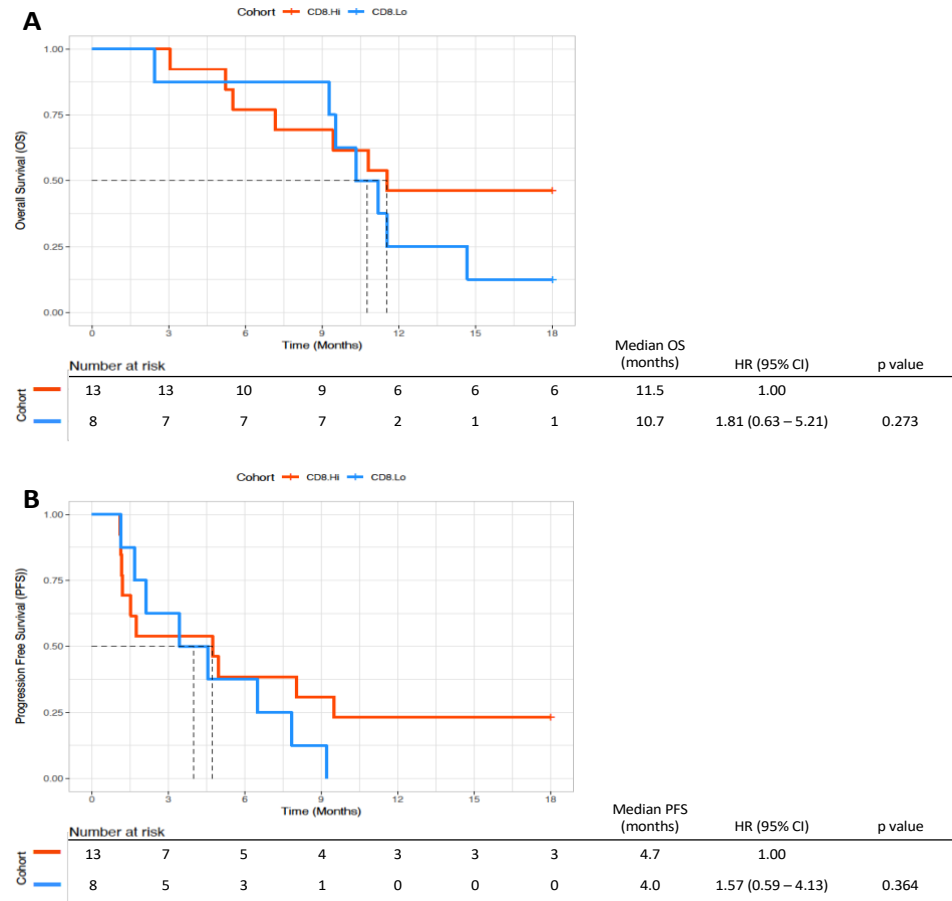 Cohort CD8.Hi CD8.Lo
A
1.00
0.75
0.50
0.25
0.00
Overall Survival (OS)
0 3 6 9 12 15 18
Time (Months)
Number at risk
Median OS (months)
HR (95% CI)
p value
Cohort
13 13 10 9 6 6 6 11.5 1.00
8 7 7 7 2 1 1 10.7 1.81 (0.63 – 5.21) 0.273
Cohort CD8.Hi CD8.Lo
B
1.00
0.75
0.50
0.25
0.00
Progression Free Survival (PFS))
0 3 6 9 12 15 18
Time (Months)
Number at risk
Median PFS (months)
HR (95% CI)
p value
Cohort
13 7 5 4 3 3 3 4.7 1.00
8 5 3 1 0 0 0 4.0 1.57 (0.59 – 4.13) 0.364